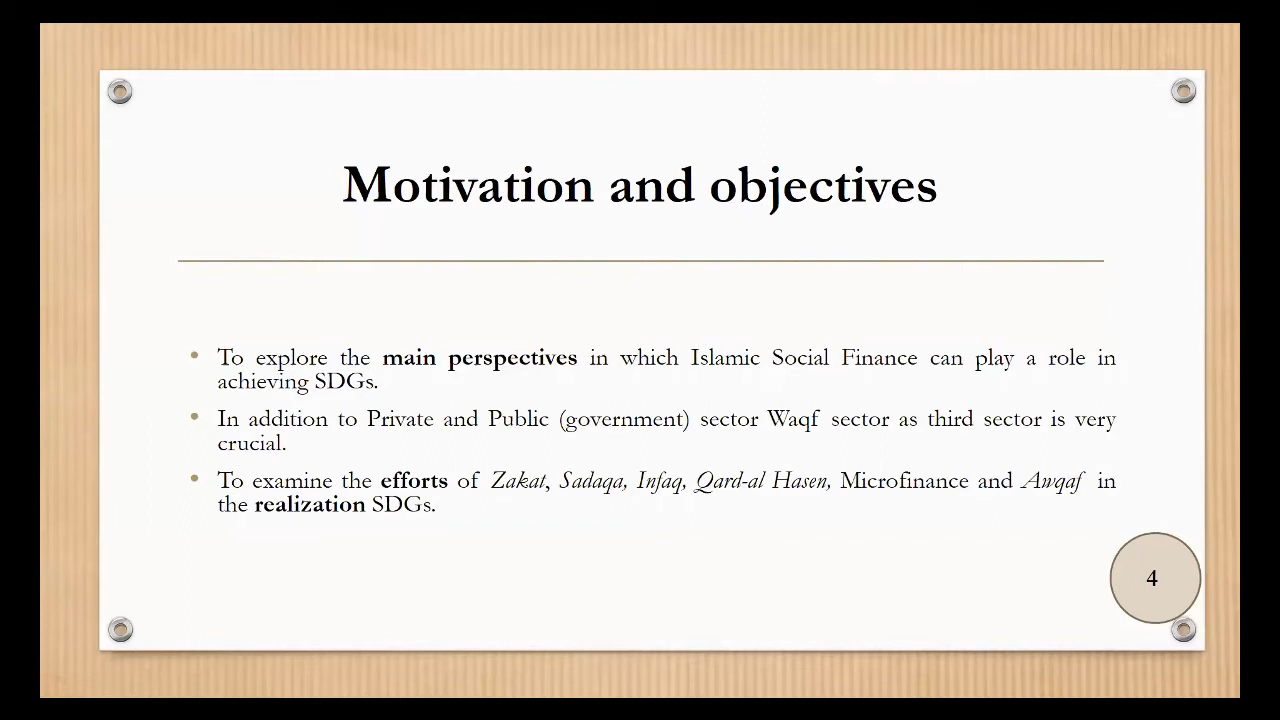 Motivation and objectives
• To explore the main perspectives in which Islamic Social Finance can play a role in
achieving SDGs.
• In addition to Private and Public (government) sector Waqf sector as third sector is very
crucial.
• To examine the efforts of Zakat, Sadaqa, Infaq, Qard-al Hasen, Microfinance and Awqaf in
the realization SDGs.
4